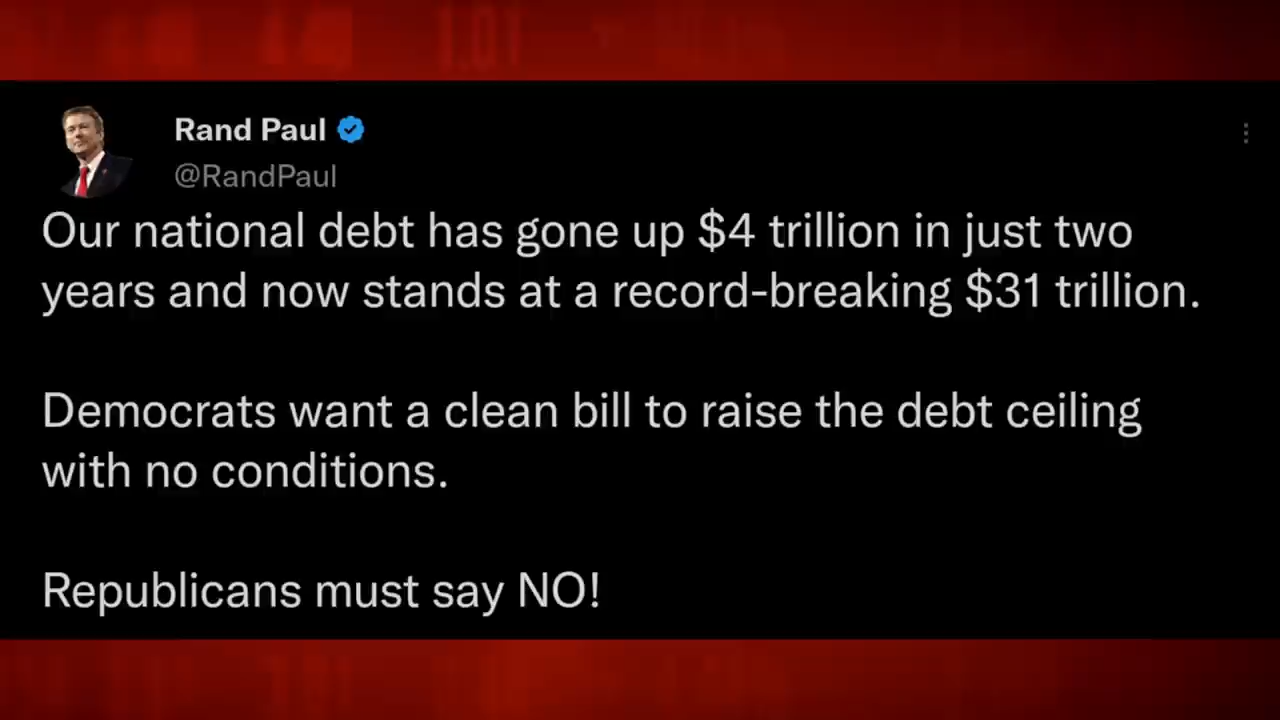 Rand Paul
@RandPaul
Our national debt has gone up $4 trillion in just two
years and now stands at a record-breaking $31 trillion.
Democrats want a clean bill to raise the debt ceiling
with no conditions.
Republicans must say NO!